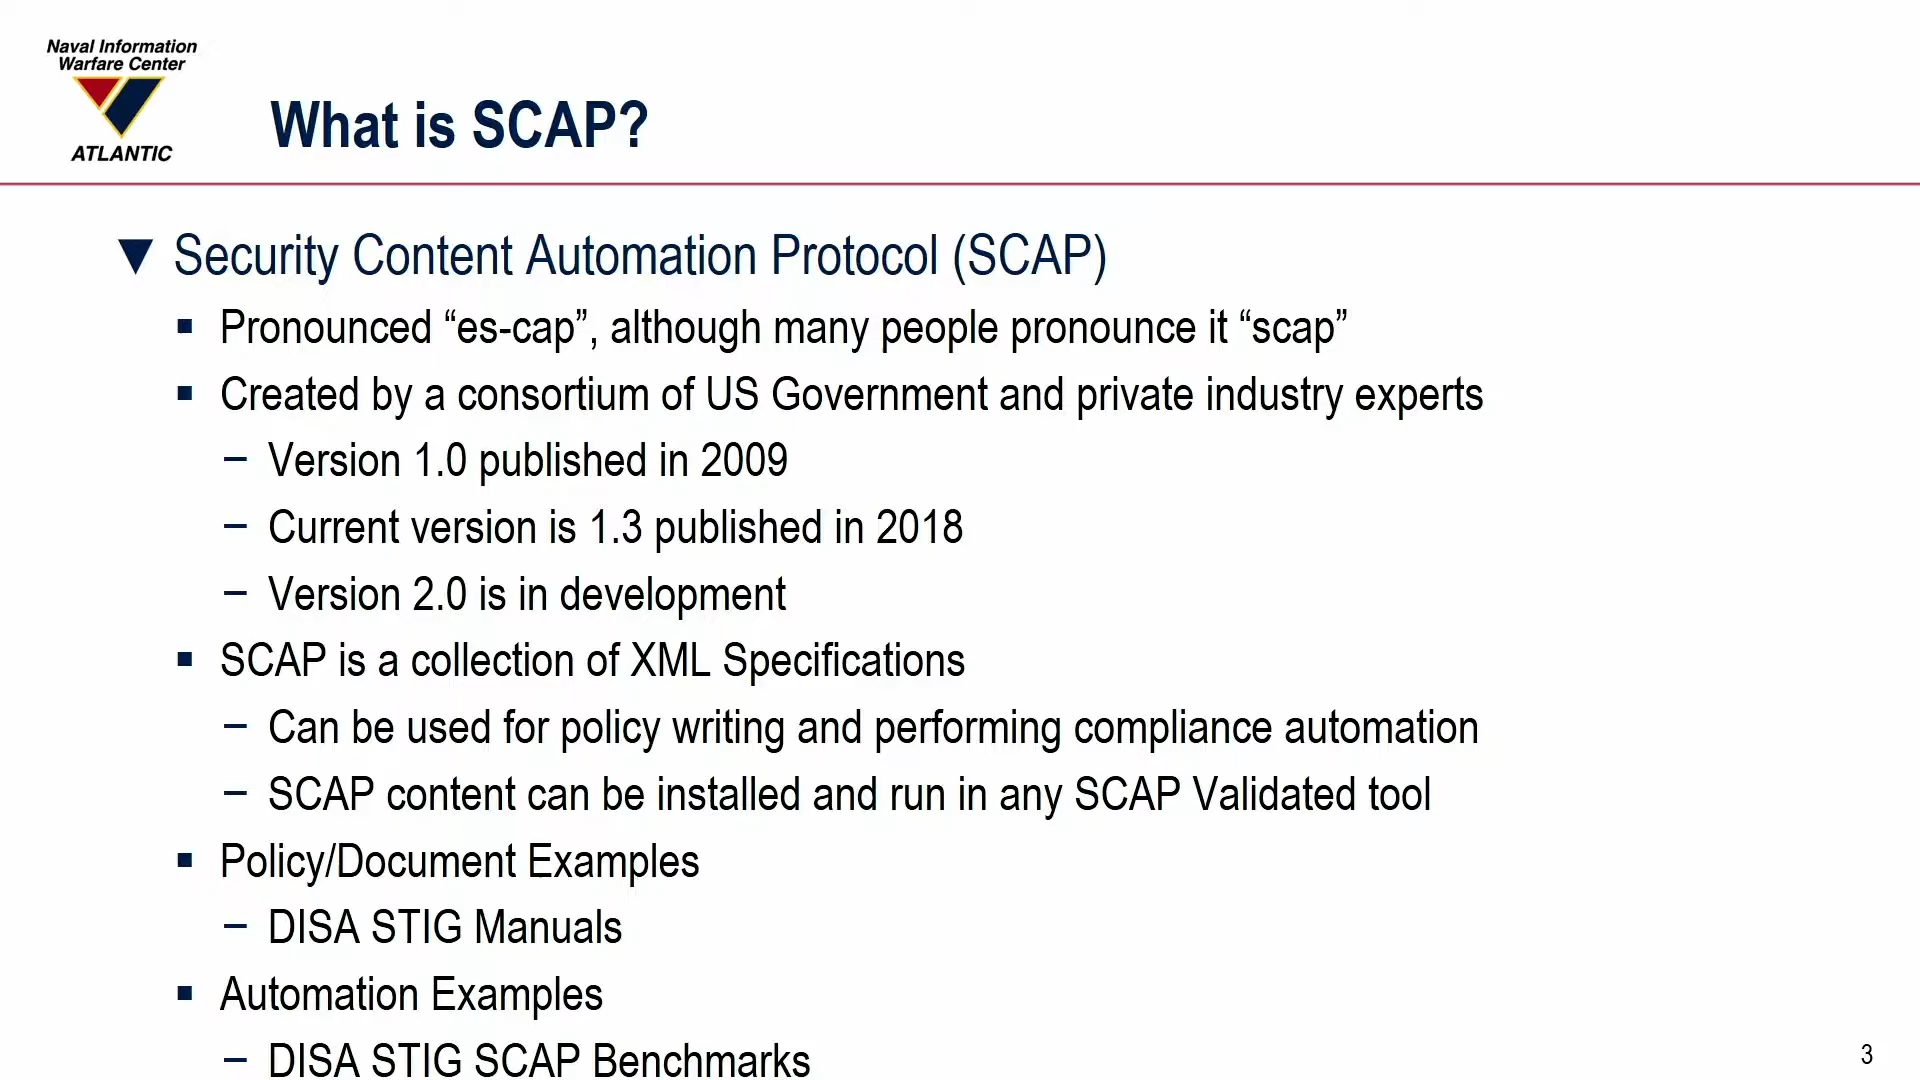 Naval Information
Warfare Center
ATLANTIC
What is SCAP?
▼ Security Content Automation Protocol (SCAP)
▪ Pronounced “es-cap”, although many people pronounce it “scap”
▪ Created by a consortium of US Government and private industry experts
– Version 1.0 published in 2009
– Current version is 1.3 published in 2018
– Version 2.0 is in development
▪ SCAP is a collection of XML Specifications
– Can be used for policy writing and performing compliance automation
– SCAP content can be installed and run in any SCAP Validated tool
▪ Policy/Document Examples
– DISA STIG Manuals
▪ Automation Examples
– DISA STIG SCAP Benchmarks
3